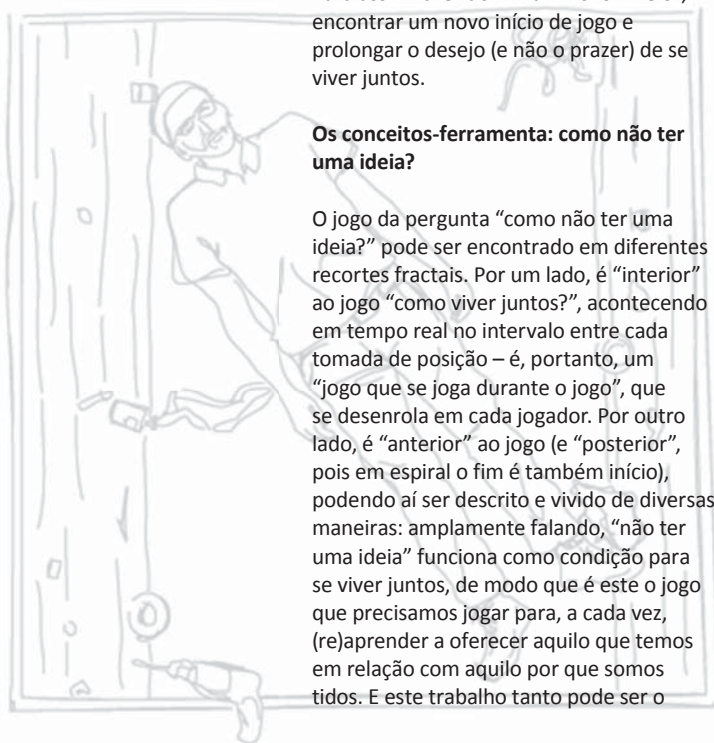 encontrar um novo início de jogo e
prolongar o desejo (e não o prazer) de se
viver juntos.
Os conceitos-ferramenta: como não ter
uma ideia?
O jogo da pergunta “como não ter uma
ideia?” pode ser encontrado em diferentes
recortes fractais. Por um lado, é “interior”
ao jogo “como viver juntos?”, acontecendo
em tempo real no intervalo entre cada
tomada de posição – é, portanto, um
“jogo que se joga durante o jogo”, que
se desenrola em cada jogador. Por outro
lado, é “anterior” ao jogo (e “posterior”,
pois em espiral o fim é também início),
podendo aí ser descrito e vivido de diversas
maneiras: amplamente falando, “não ter
uma ideia” funciona como condição para
se viver juntos, de modo que é este o jogo
que precisamos jogar para, a cada vez,
(re)aprender a oferecer aquilo que temos
em relação com aquilo por que somos
tidos. E este trabalho tanto pode ser o